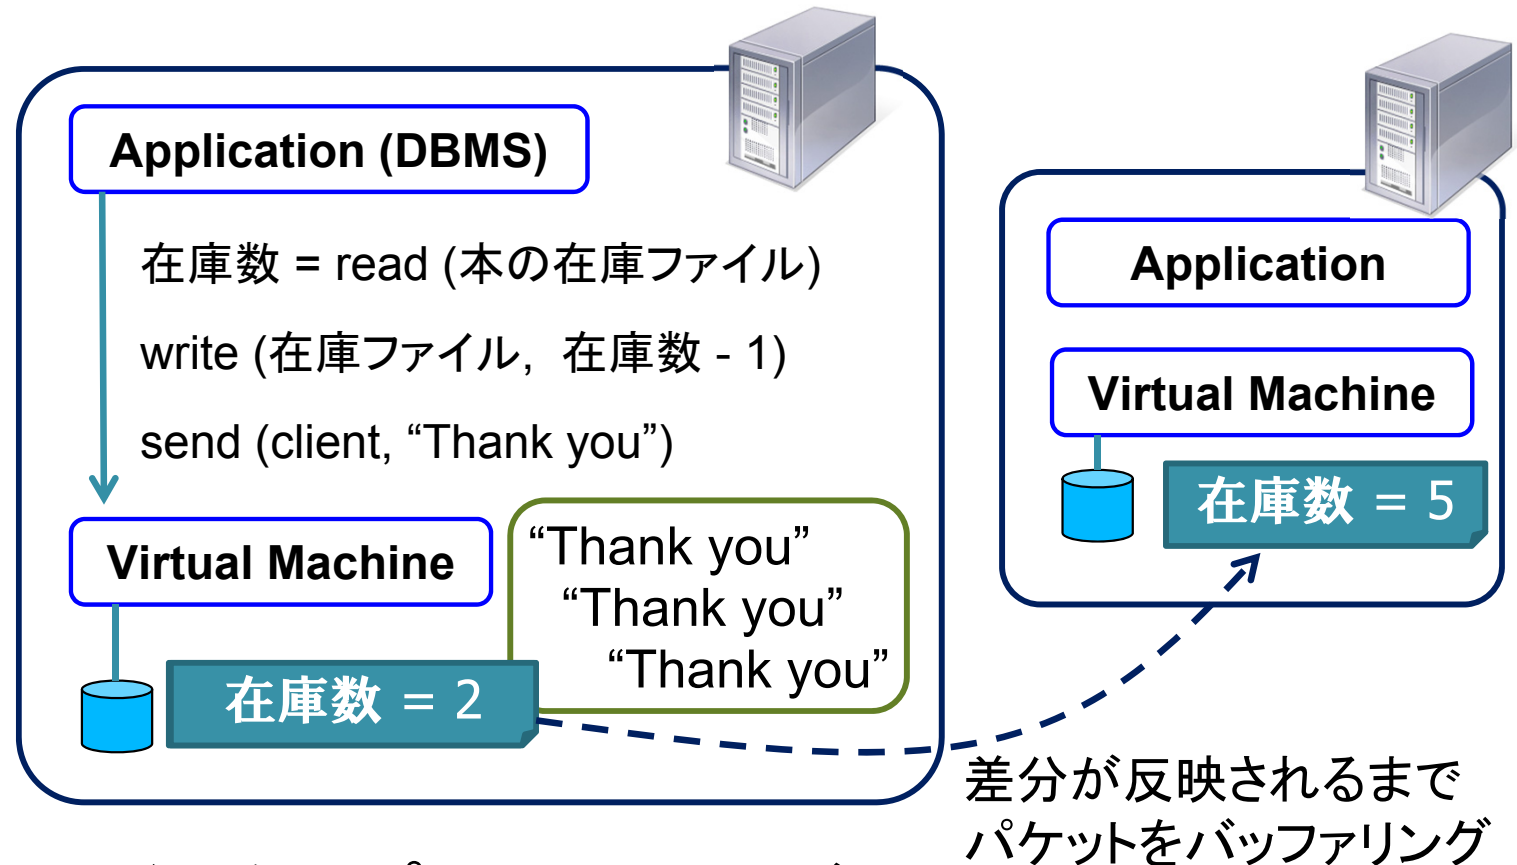 Application (DBMS)
在庫数 = read (本の在庫ファイル)
write (在庫ファイル, 在庫数 - 1)
send (client, “Thank you”)
Virtual Machine
“Thank you”
“Thank you”
“Thank you”
在庫数 = 2
Application
Virtual Machine
在庫数 = 5
差分が反映されるまで
パケットをバッファリング